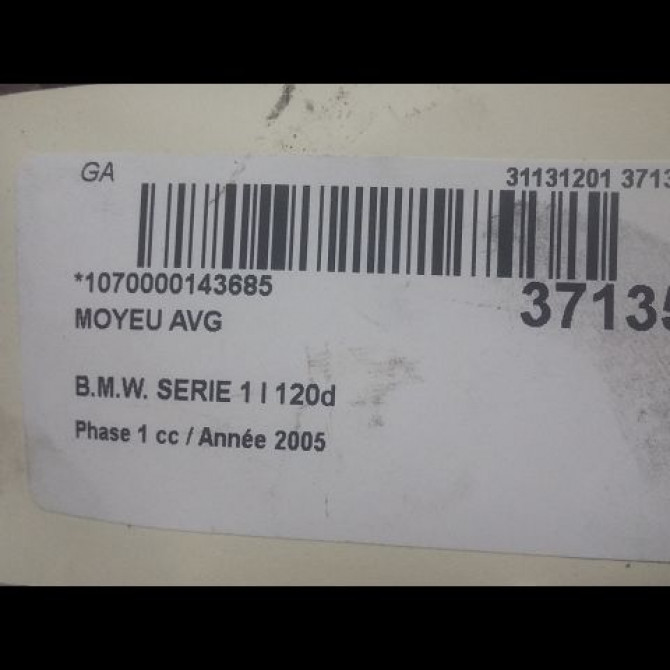 GA
31131201 3713
*1070000143685
3713
MOYEU AVG
B.M.W. SERIE 1 I 120d
Phase 1 cc / Année 2005